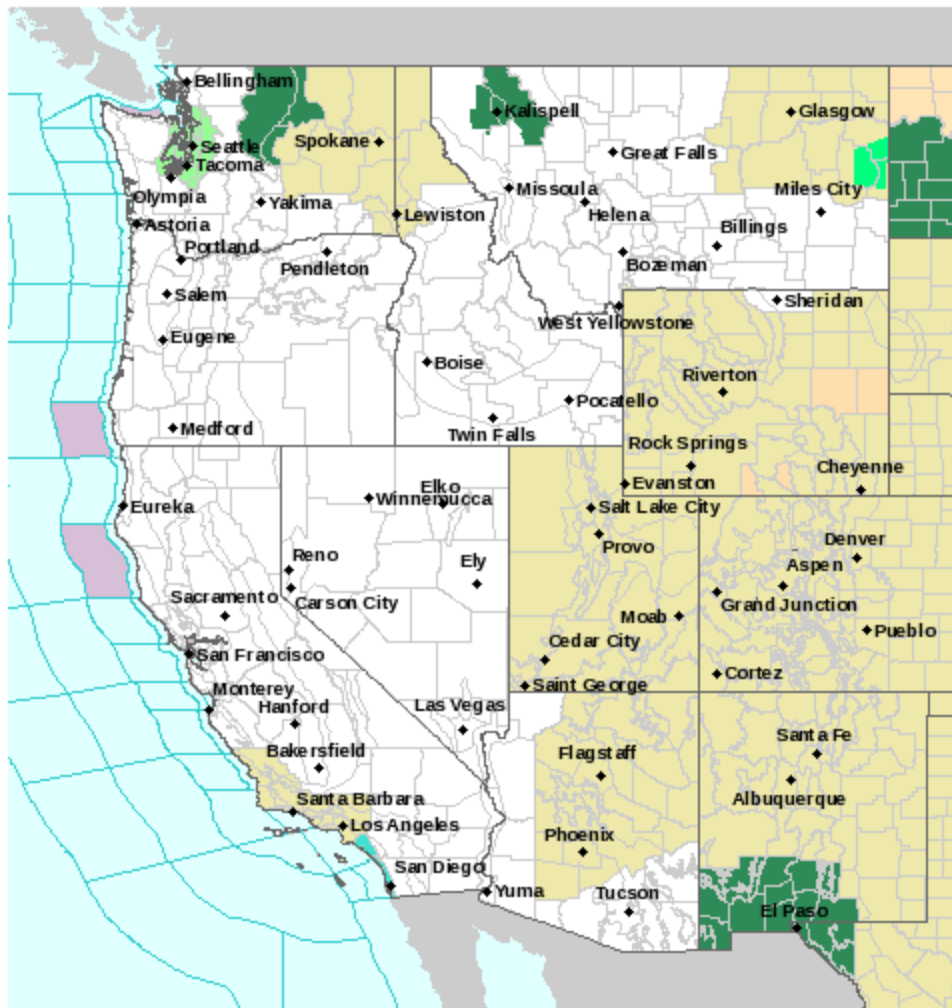 Bellingham
Kalispell
Glasgow
Spokane
Seattle
Great Falls
Tacoma
Missoula
Miles City
Olympia
Yakima
Helena
Lewiston
Astoria
Billings
Portland
Pendleton
Bozeman
Salem
Sheridan
West Yellowstone
Eugene
Boise
Riverton
Pocatello
Medford
Twin Falls
Rock Springs
Cheyenne
Evanston
Elko
Winnemucca
Eureka
Salt Lake City
Denver
Provo
Reno
Ely
Aspen
Sacramento
Carson City
Grand Junction
Moab
Pueblo
Cedar City
San Francisco
Cortez
Saint George
Monterey
Las Vegas
Hanford
Santa Fe
Bakersfield
Flagstaff
Santa Barbara
Albuquerque
Los Angeles
Phoenix
San Diego
Yuma
Tucson
El Paso